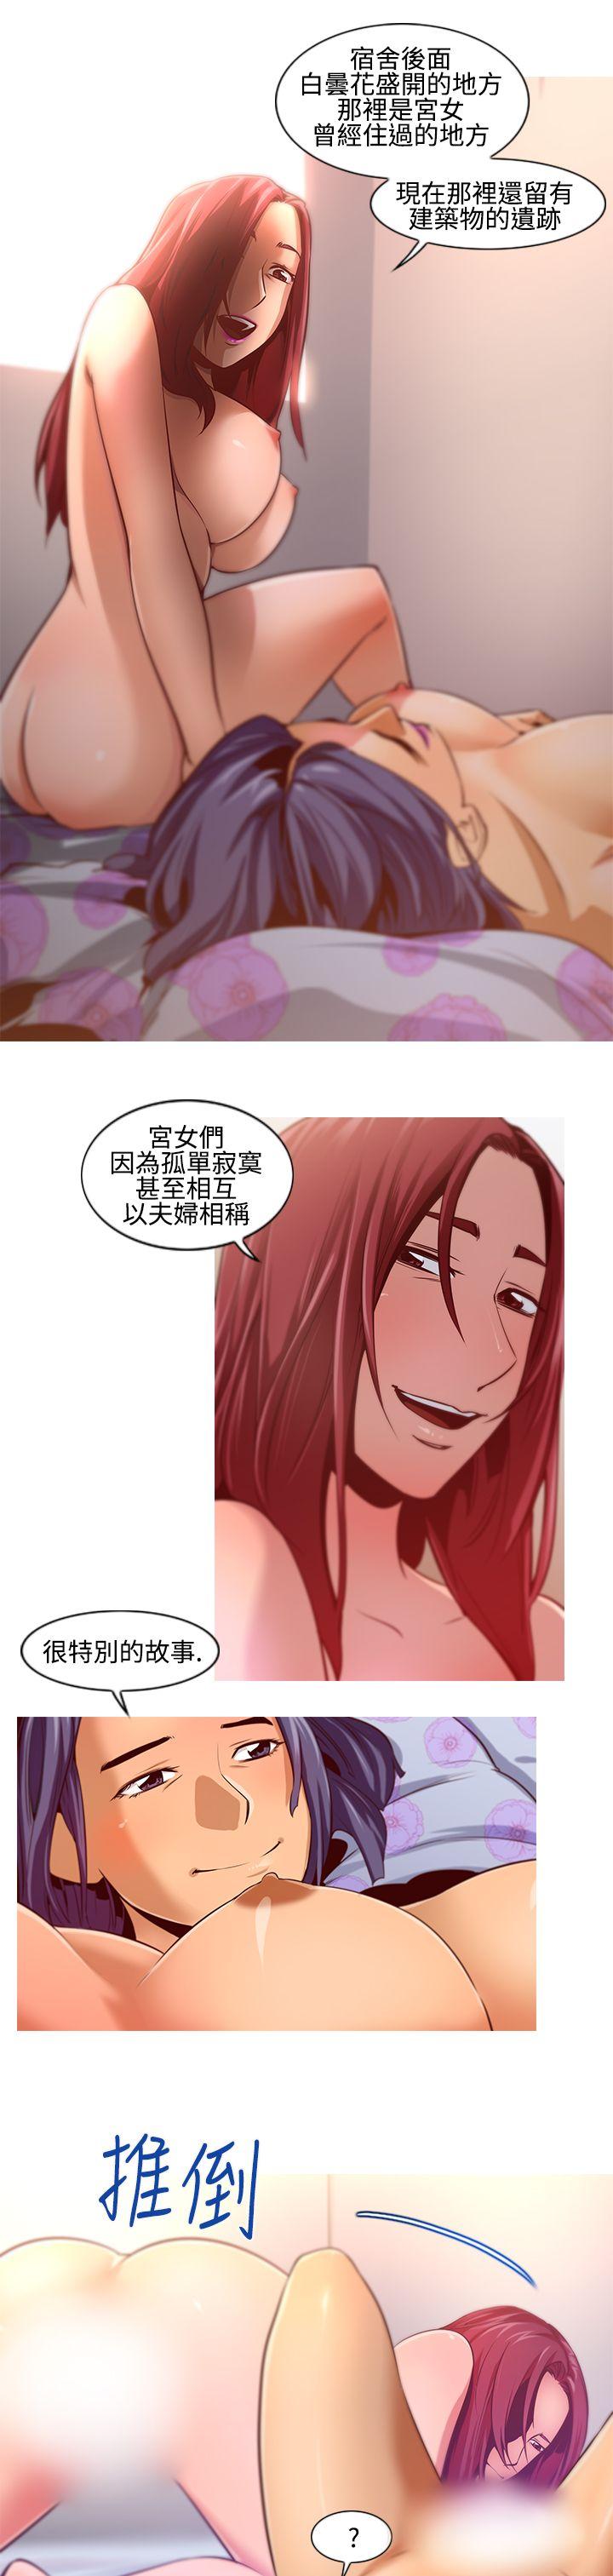 宿舍後面
白曇花盛開的地方
那裡是宮女
曾經住過的地方
現在那裡還留有
建築物的遺跡
宮女們
因為孤單寂寞
甚至相互
以夫婦相稱
很特別的故事.
推倒
?